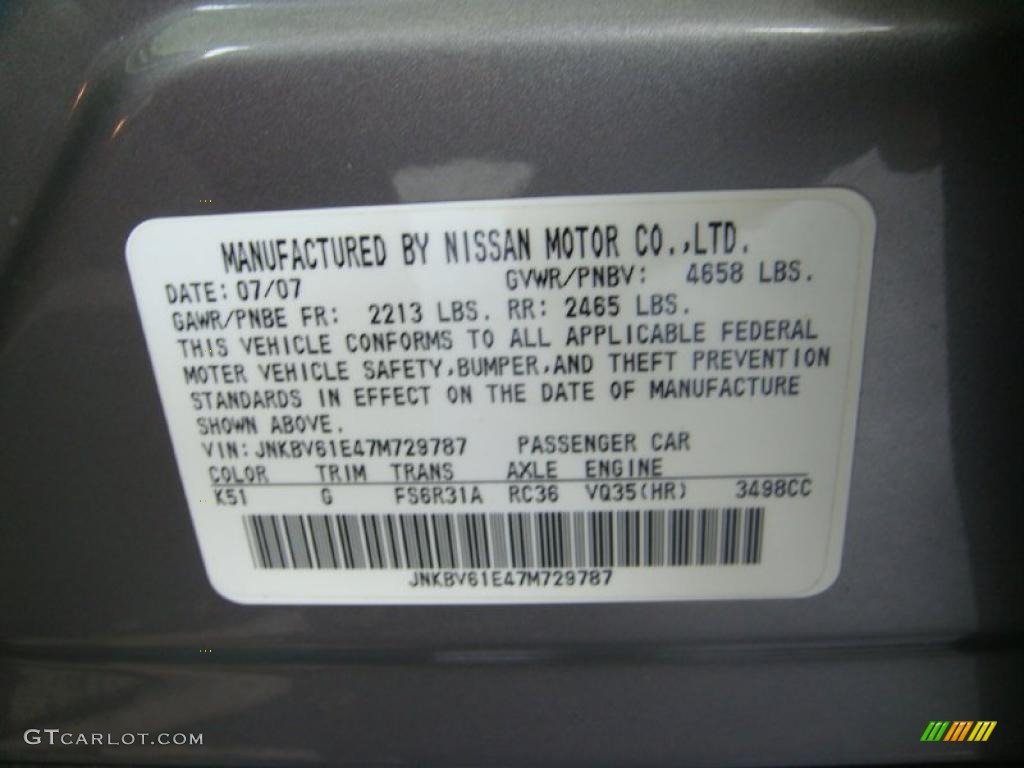 MANUFACTURED BY NISSAN MOTOR CO.,LTD.
DATE: 07/07 GVWR/PNBV: 4658 LBS.
GAWR/PNBE FR: 2213 LBS. RR: 2465 LBS.
THIS VEHICLE CONFORMS TO ALL APPLICABLE FEDERAL
MOTER VEHICLE SAFETY,BUMPER,AND THEFT PREVENTION
STANDARDS IN EFFECT ON THE DATE OF MANUFACTURE
SHOWN ABOVE.
VIN: JNKBV61E47M729787 PASSENGER CAR
COLOR TRIM TRANS AXLE ENGINE
K51 G FS6R31A RC36 VQ35(HR) 3498CC
JNKBV61E47M729787
GTCARLOT.COM